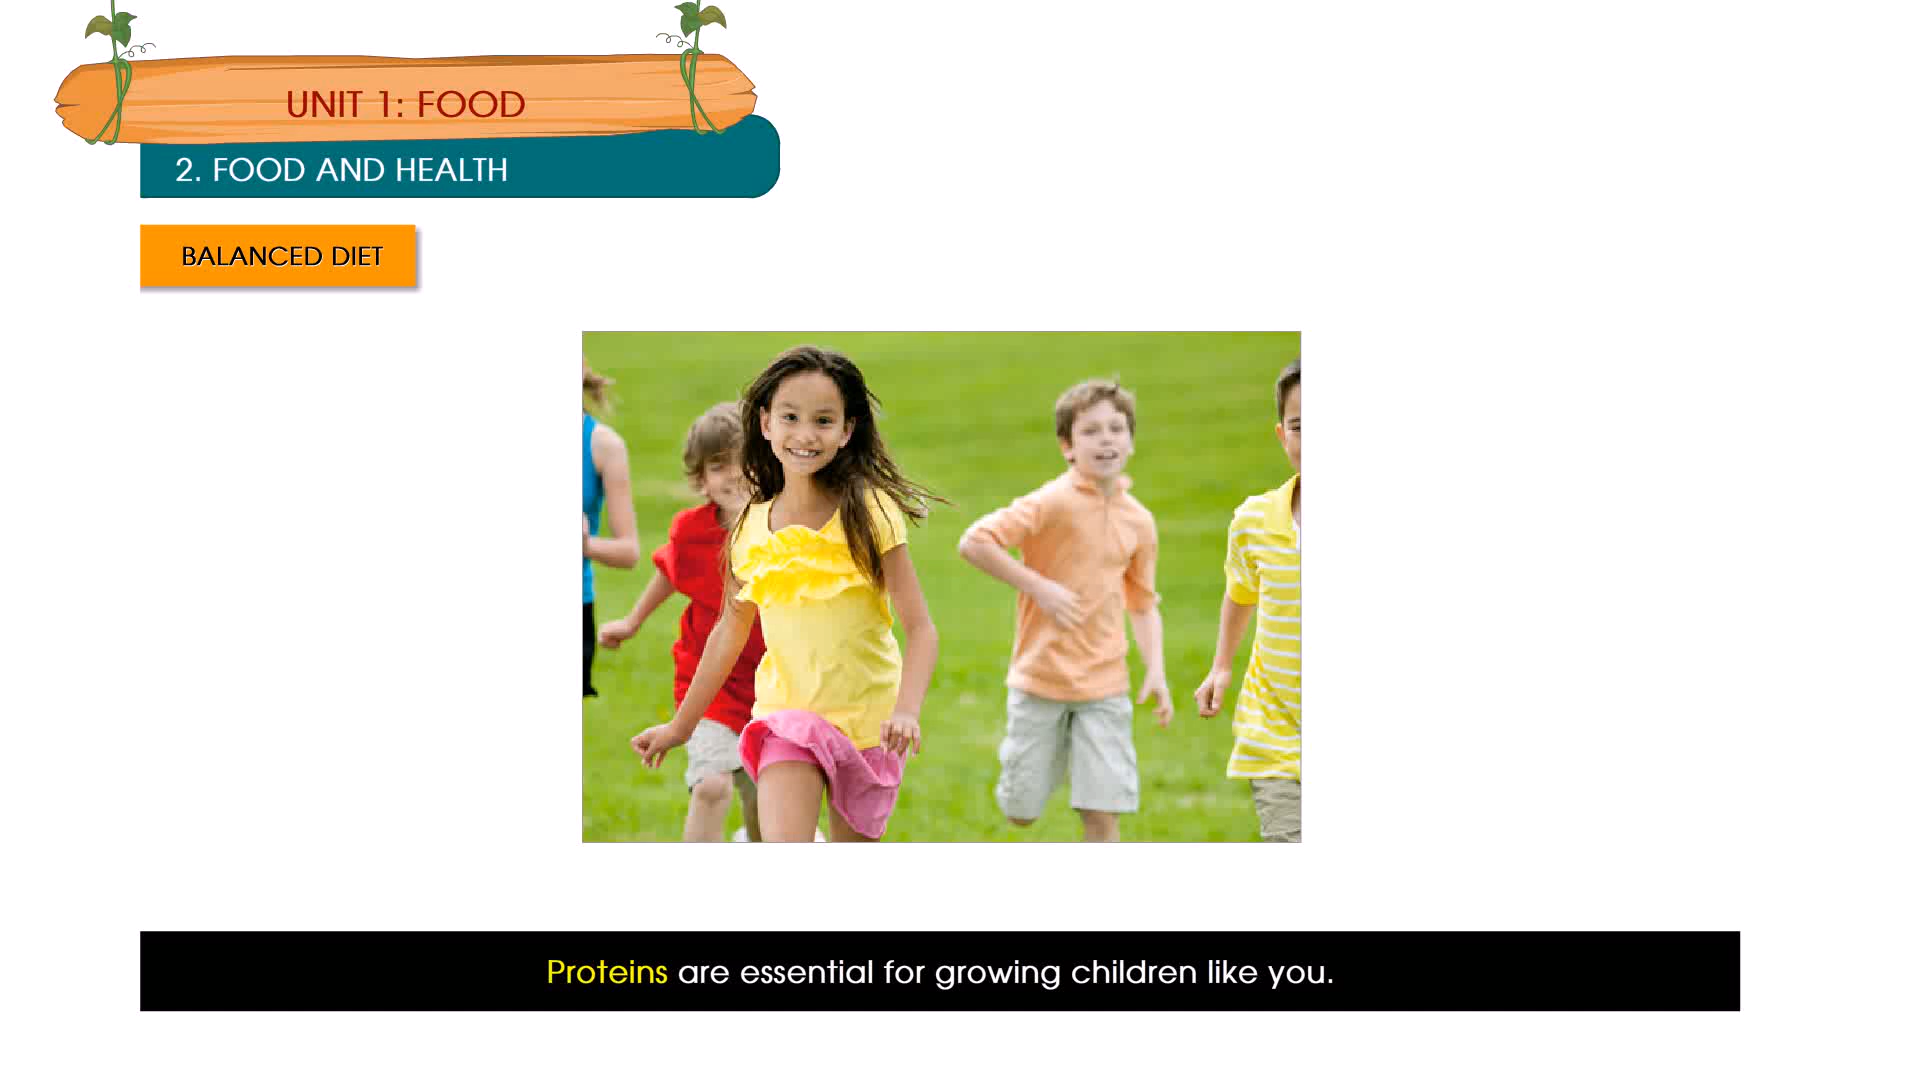 UNIT 1: FOOD
2. FOOD AND HEALTH
BALANCED DIET
Proteins are essential for growing children like you.